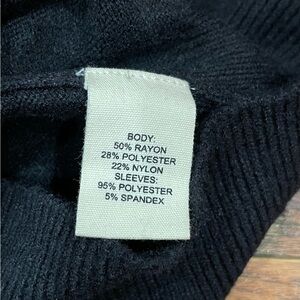 BODY:
50% RAYON
28% POLYESTER
22% NYLON
SLEEVES:
95% POLYESTER
5% SPANDEX